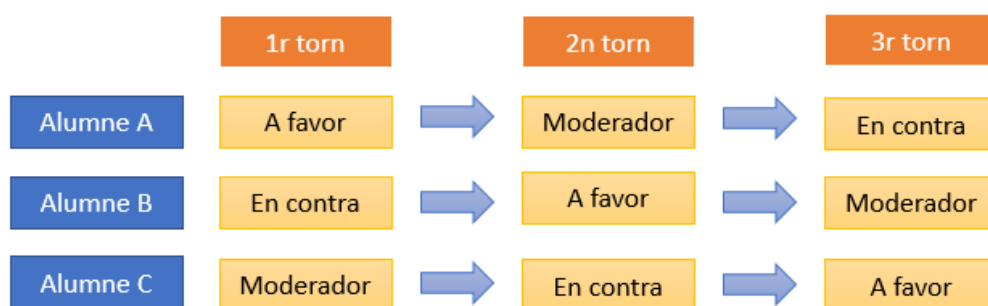 1r torn 2n torn 3r torn
Alumne A A favor Moderador En contra
Alumne B En contra A favor Moderador
Alumne C Moderador En contra A favor